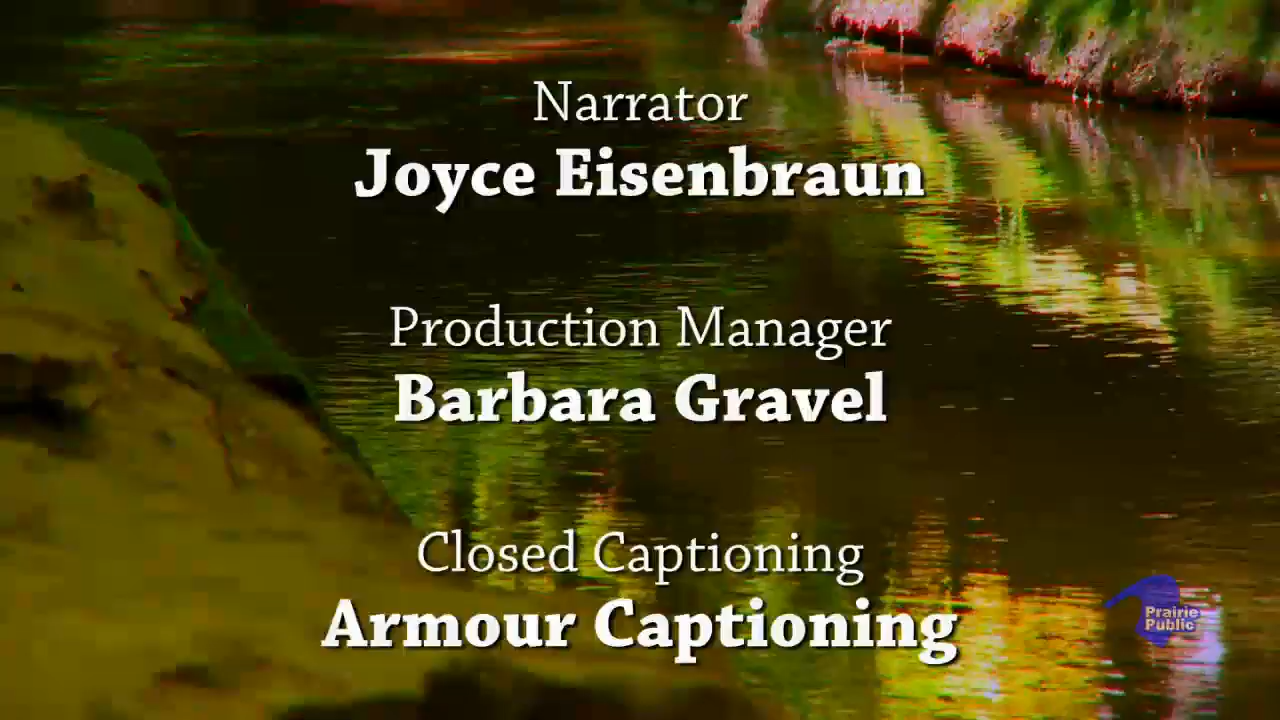 Narrator
Joyce Eisenbraun
Production Manager
Barbara Gravel
Closed Captioning
Armour Captioning
Prairie
Public